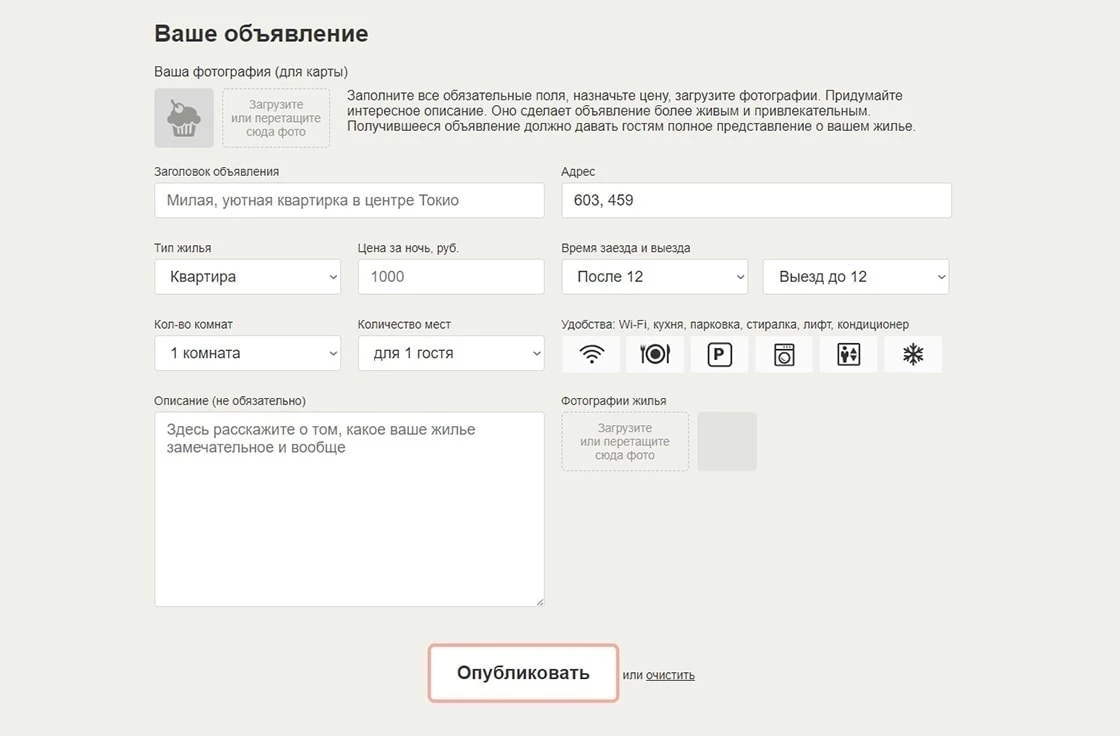 Ваше объявление
Ваша фотография (для карты)
Загрузите
или перетащите
сюда фото
Заполните все обязательные поля, назначьте цену, загрузите фотографии. Придумайте
интересное описание. Оно сделает объявление более живым и привлекательным.
Получившееся объявление должно давать гостям полное представление о вашем жилье.
Заголовок объявления
Милая, уютная квартирка в центре Токио
Адрес
603, 459
Тип жилья
Квартира
Цена за ночь, руб.
1000
Время заезда и выезда
После 12
Выезд до 12
Кол-во комнат
1 комната
Количество мест
для 1 гостя
Удобства: Wi-Fi, кухня, парковка, стиралка, лифт, кондиционер
P
Описание (не обязательно)
Здесь расскажите о том, какое ваше жилье
замечательное и вообще
Фотографии жилья
Загрузите
или перетащите
сюда фото
Опубликовать
или очистить